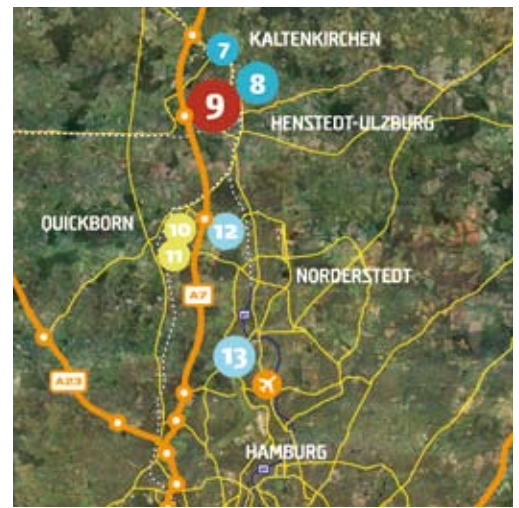 7
KALTENKIRCHEN
8
9
HENSTEDT-ULZBURG
QUICKBORN
10
12
11
NORDERSTEDT
A7
13
A23
HAMBURG